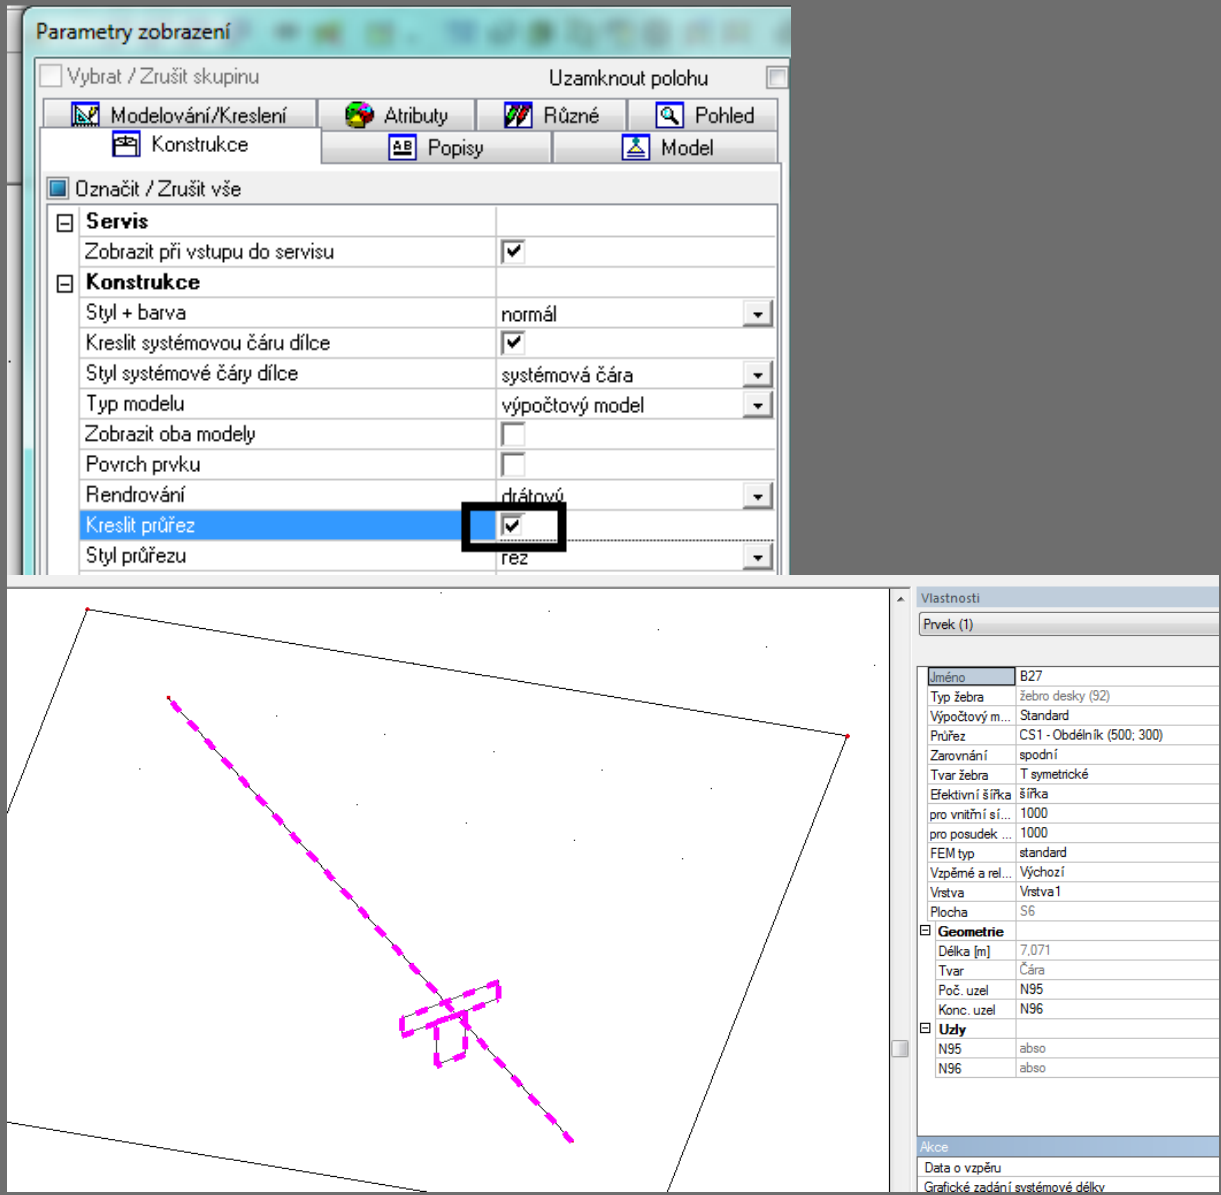 Parametry zobrazení
Vybrat / Zrušit skupinu Uzamknout polohu
Modelování/Kreslení Atributy Různé Pohled
Konstrukce Popisy Model
Označit / Zrušit vše
Servis
Zobrazit při vstupu do servisu
Konstrukce
Styl + barva normál
Kreslit systémovou čáru dílce
Styl systémové čáry dílce systémová čára
Typ modelu výpočtový model
Zobrazit oba modely
Povrch prvku
Rendrování drátový
Kreslit průřez
Styl průřezu řez
Vlastnosti
Prvek (1)
Jméno B27
Typ žebra žebro desky (92)
Výpočtový m... Standard
Průřez CS1 - Obdélník (500; 300)
Zarovnání spodní
Tvar žebra T symetrické
Efektivní šířka šířka
pro vnitřní sí... 1000
pro posudek ... 1000
FEM typ standard
Vzpěrné a rel... Výchozí
Vrstva Vrstva1
Plocha S6
Geometrie
Délka [m] 7,071
Tvar Čára
Poč. uzel N95
Konc. uzel N96
Uzly
N95 abso
N96 abso
Akce
Data o vzpěru
Grafické zadání systémové délky